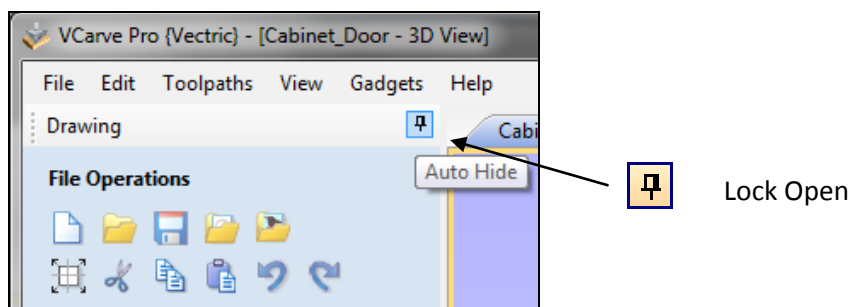 VCarve Pro {Vectric} - [Cabinet_Door - 3D View]
File Edit Toolpaths View Gadgets Help
Drawing
Auto Hide
File Operations
Lock Open